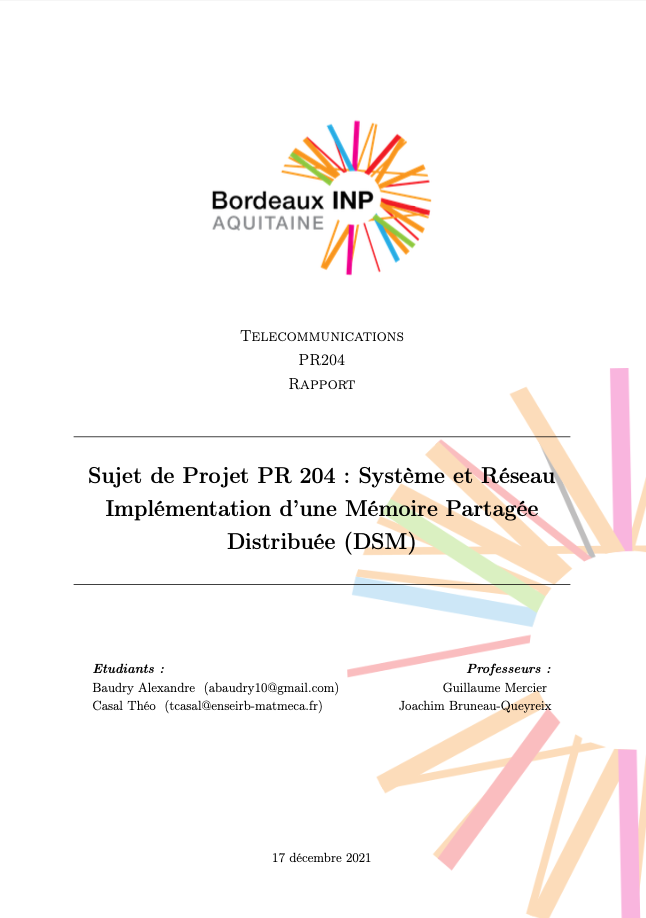 Bordeaux INP
AQUITAINE
TELECOMMUNICATIONS
PR204
RAPPORT
Sujet de Projet PR 204 : Système et Réseau
Implémentation d'une Mémoire Partagée
Distribuée (DSM)
Etudiants :
Baudry Alexandre (abaudry10@gmail.com)
Casal Théo (tcasal@enseirb-matmeca.fr)
Professeurs :
Guillaume Mercier
Joachim Bruneau-Queyreix
17 décembre 2021